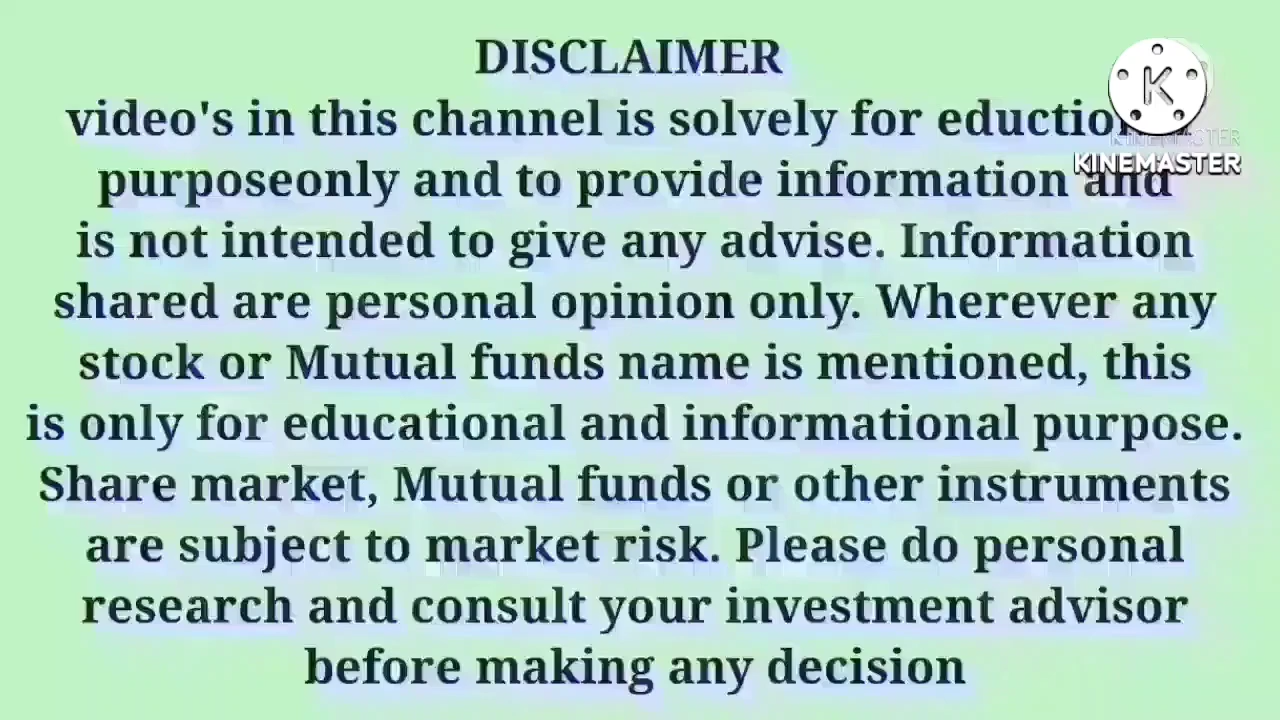 DISCLAIMER
video's in this channel is solvely for
purposeonly and to provide information and
is not intended to give any advise. Information
shared are personal opinion only. Wherever any
stock or Mutual funds name is mentioned, this
is only for educational and informational purpose.
Share market, Mutual funds or other instruments
are subject to market risk. Please do personal
research and consult your investment advisor
before making any decision
K
KINEMASTER